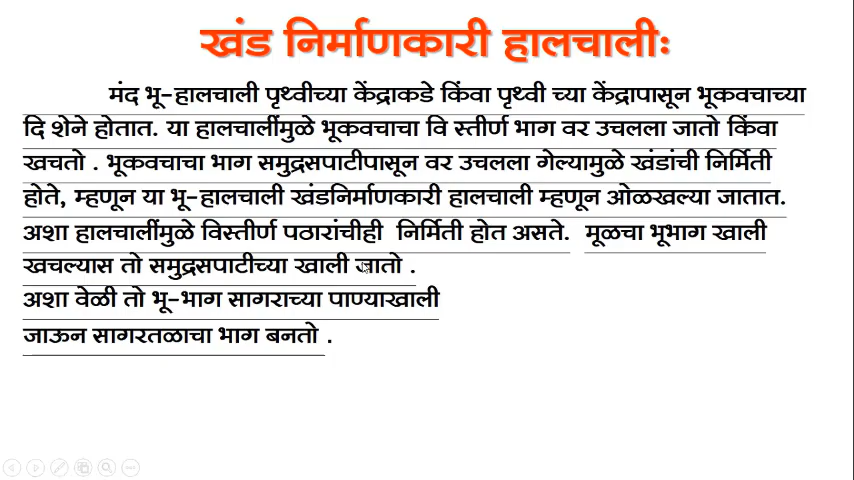 खंड निर्माणकारी हालचालीः
मंद भू-हालचाली पृथ्वीच्या केंद्राकडे किंवा पृथ्वी च्या केंद्रापासून भूकवचाच्या
दि शेने होतात. या हालचालींमुळे भूकवचाचा वि स्तीर्ण भाग वर उचलला जातो किंवा
खचतो . भूकवचाचा भाग समुद्रसपाटीपासून वर उचलला गेल्यामुळे खंडांची निर्मिती
होते, म्हणून या भू-हालचाली खंडनिर्माणकारी हालचाली म्हणून ओळखल्या जातात.
अशा हालचालींमुळे विस्तीर्ण पठारांचीही निर्मिती होत असते. मूळचा भूभाग खाली
खचल्यास तो समुद्रसपाटीच्या खाली जातो .
अशा वेळी तो भू-भाग सागराच्या पाण्याखाली
जाऊन सागरतळाचा भाग बनतो .